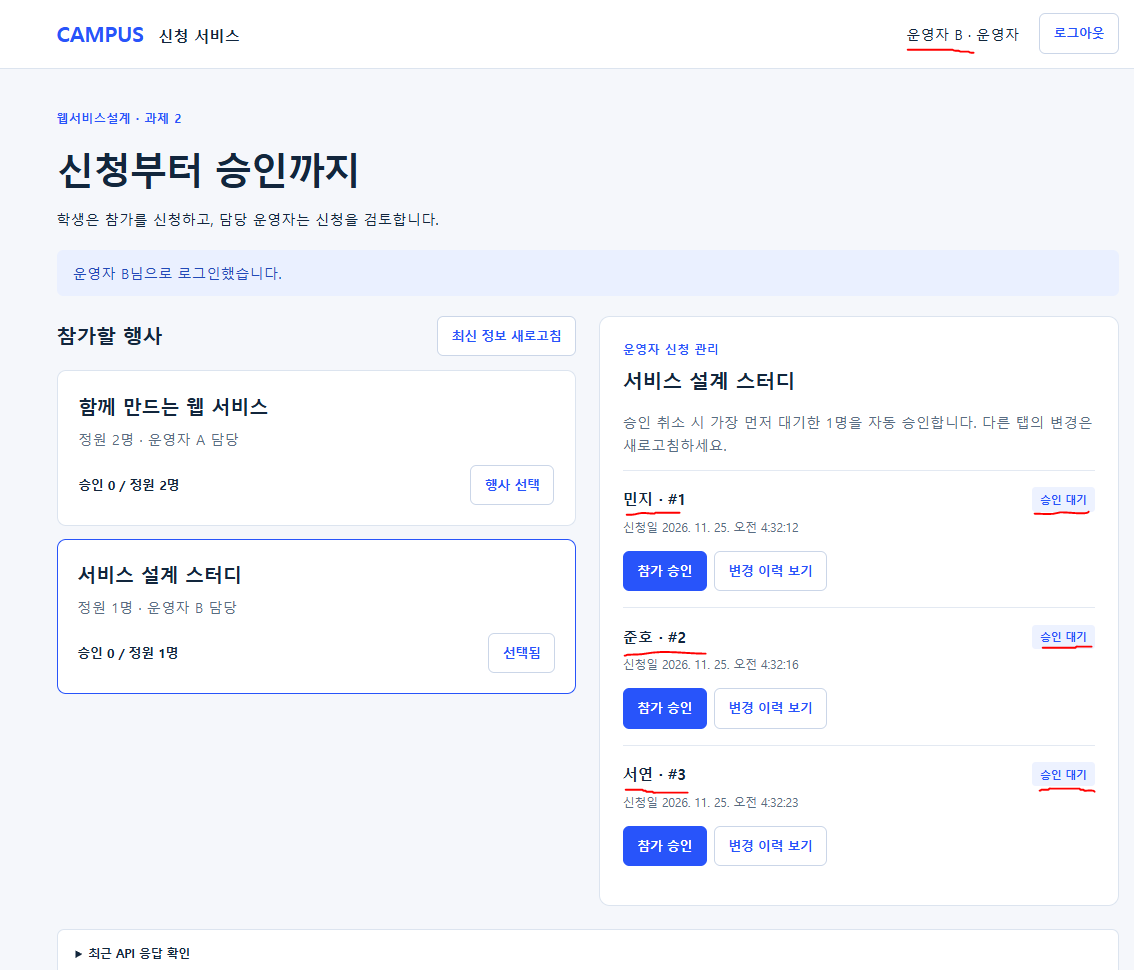 CAMPUS 신청 서비스
운영자 B · 운영자
로그아웃
웹서비스설계 · 과제 2
신청부터 승인까지
학생은 참가를 신청하고, 담당 운영자는 신청을 검토합니다.
운영자 B님으로 로그인했습니다.
참가할 행사
최신 정보 새로고침
함께 만드는 웹 서비스
정원 2명 · 운영자 A 담당
승인 0 / 정원 2명
행사 선택
서비스 설계 스터디
정원 1명 · 운영자 B 담당
승인 0 / 정원 1명
선택됨
운영자 신청 관리
서비스 설계 스터디
승인 취소 시 가장 먼저 대기한 1명을 자동 승인합니다. 다른 탭의 변경은
새로고침하세요.
민지 · #1
승인 대기
신청일 2026. 11. 25. 오전 4:32:12
참가 승인
변경 이력 보기
준호 · #2
승인 대기
신청일 2026. 11. 25. 오전 4:32:16
참가 승인
변경 이력 보기
서연 · #3
승인 대기
신청일 2026. 11. 25. 오전 4:32:23
참가 승인
변경 이력 보기
▸ 최근 API 응답 확인